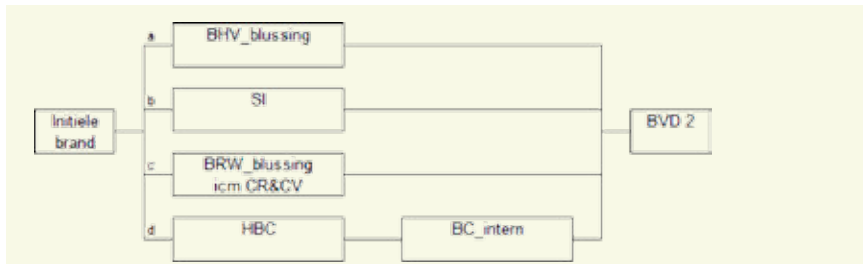 a
BHV_blussing
b
SI
Initiele
brand
BVD 2
c
BRW_blussing
icm CR&CV
d
HBC
BC_intern